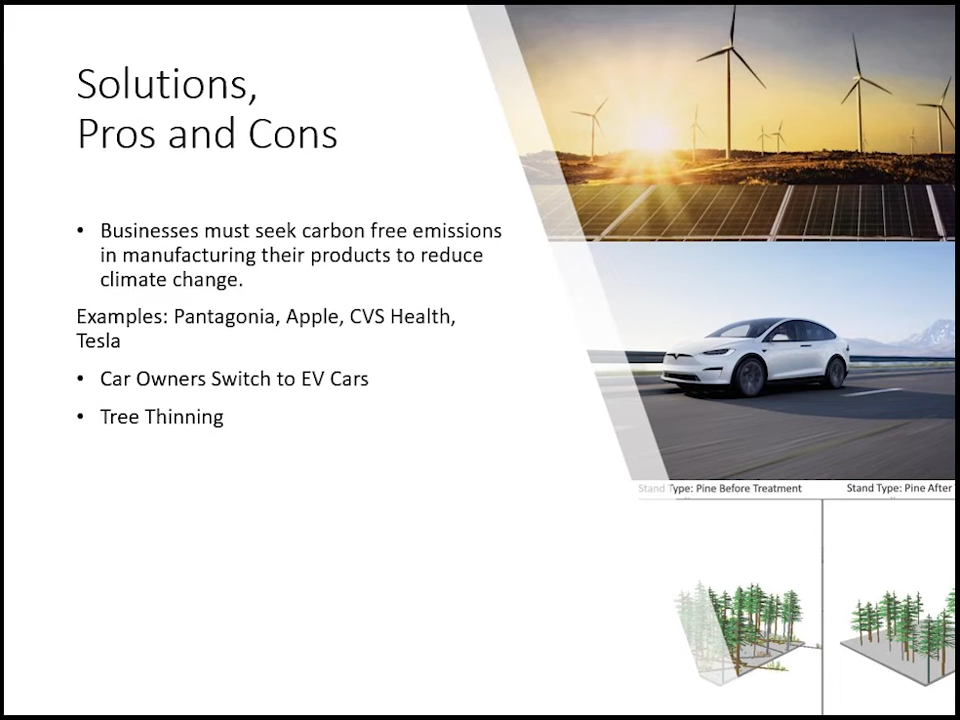 Solutions,
Pros and Cons
• Businesses must seek carbon free emissions
in manufacturing their products to reduce
climate change.
Examples: Pantagonia, Apple, CVS Health,
Tesla
• Car Owners Switch to EV Cars
• Tree Thinning
Stand Type: Pine Before Treatment
Stand Type: Pine After